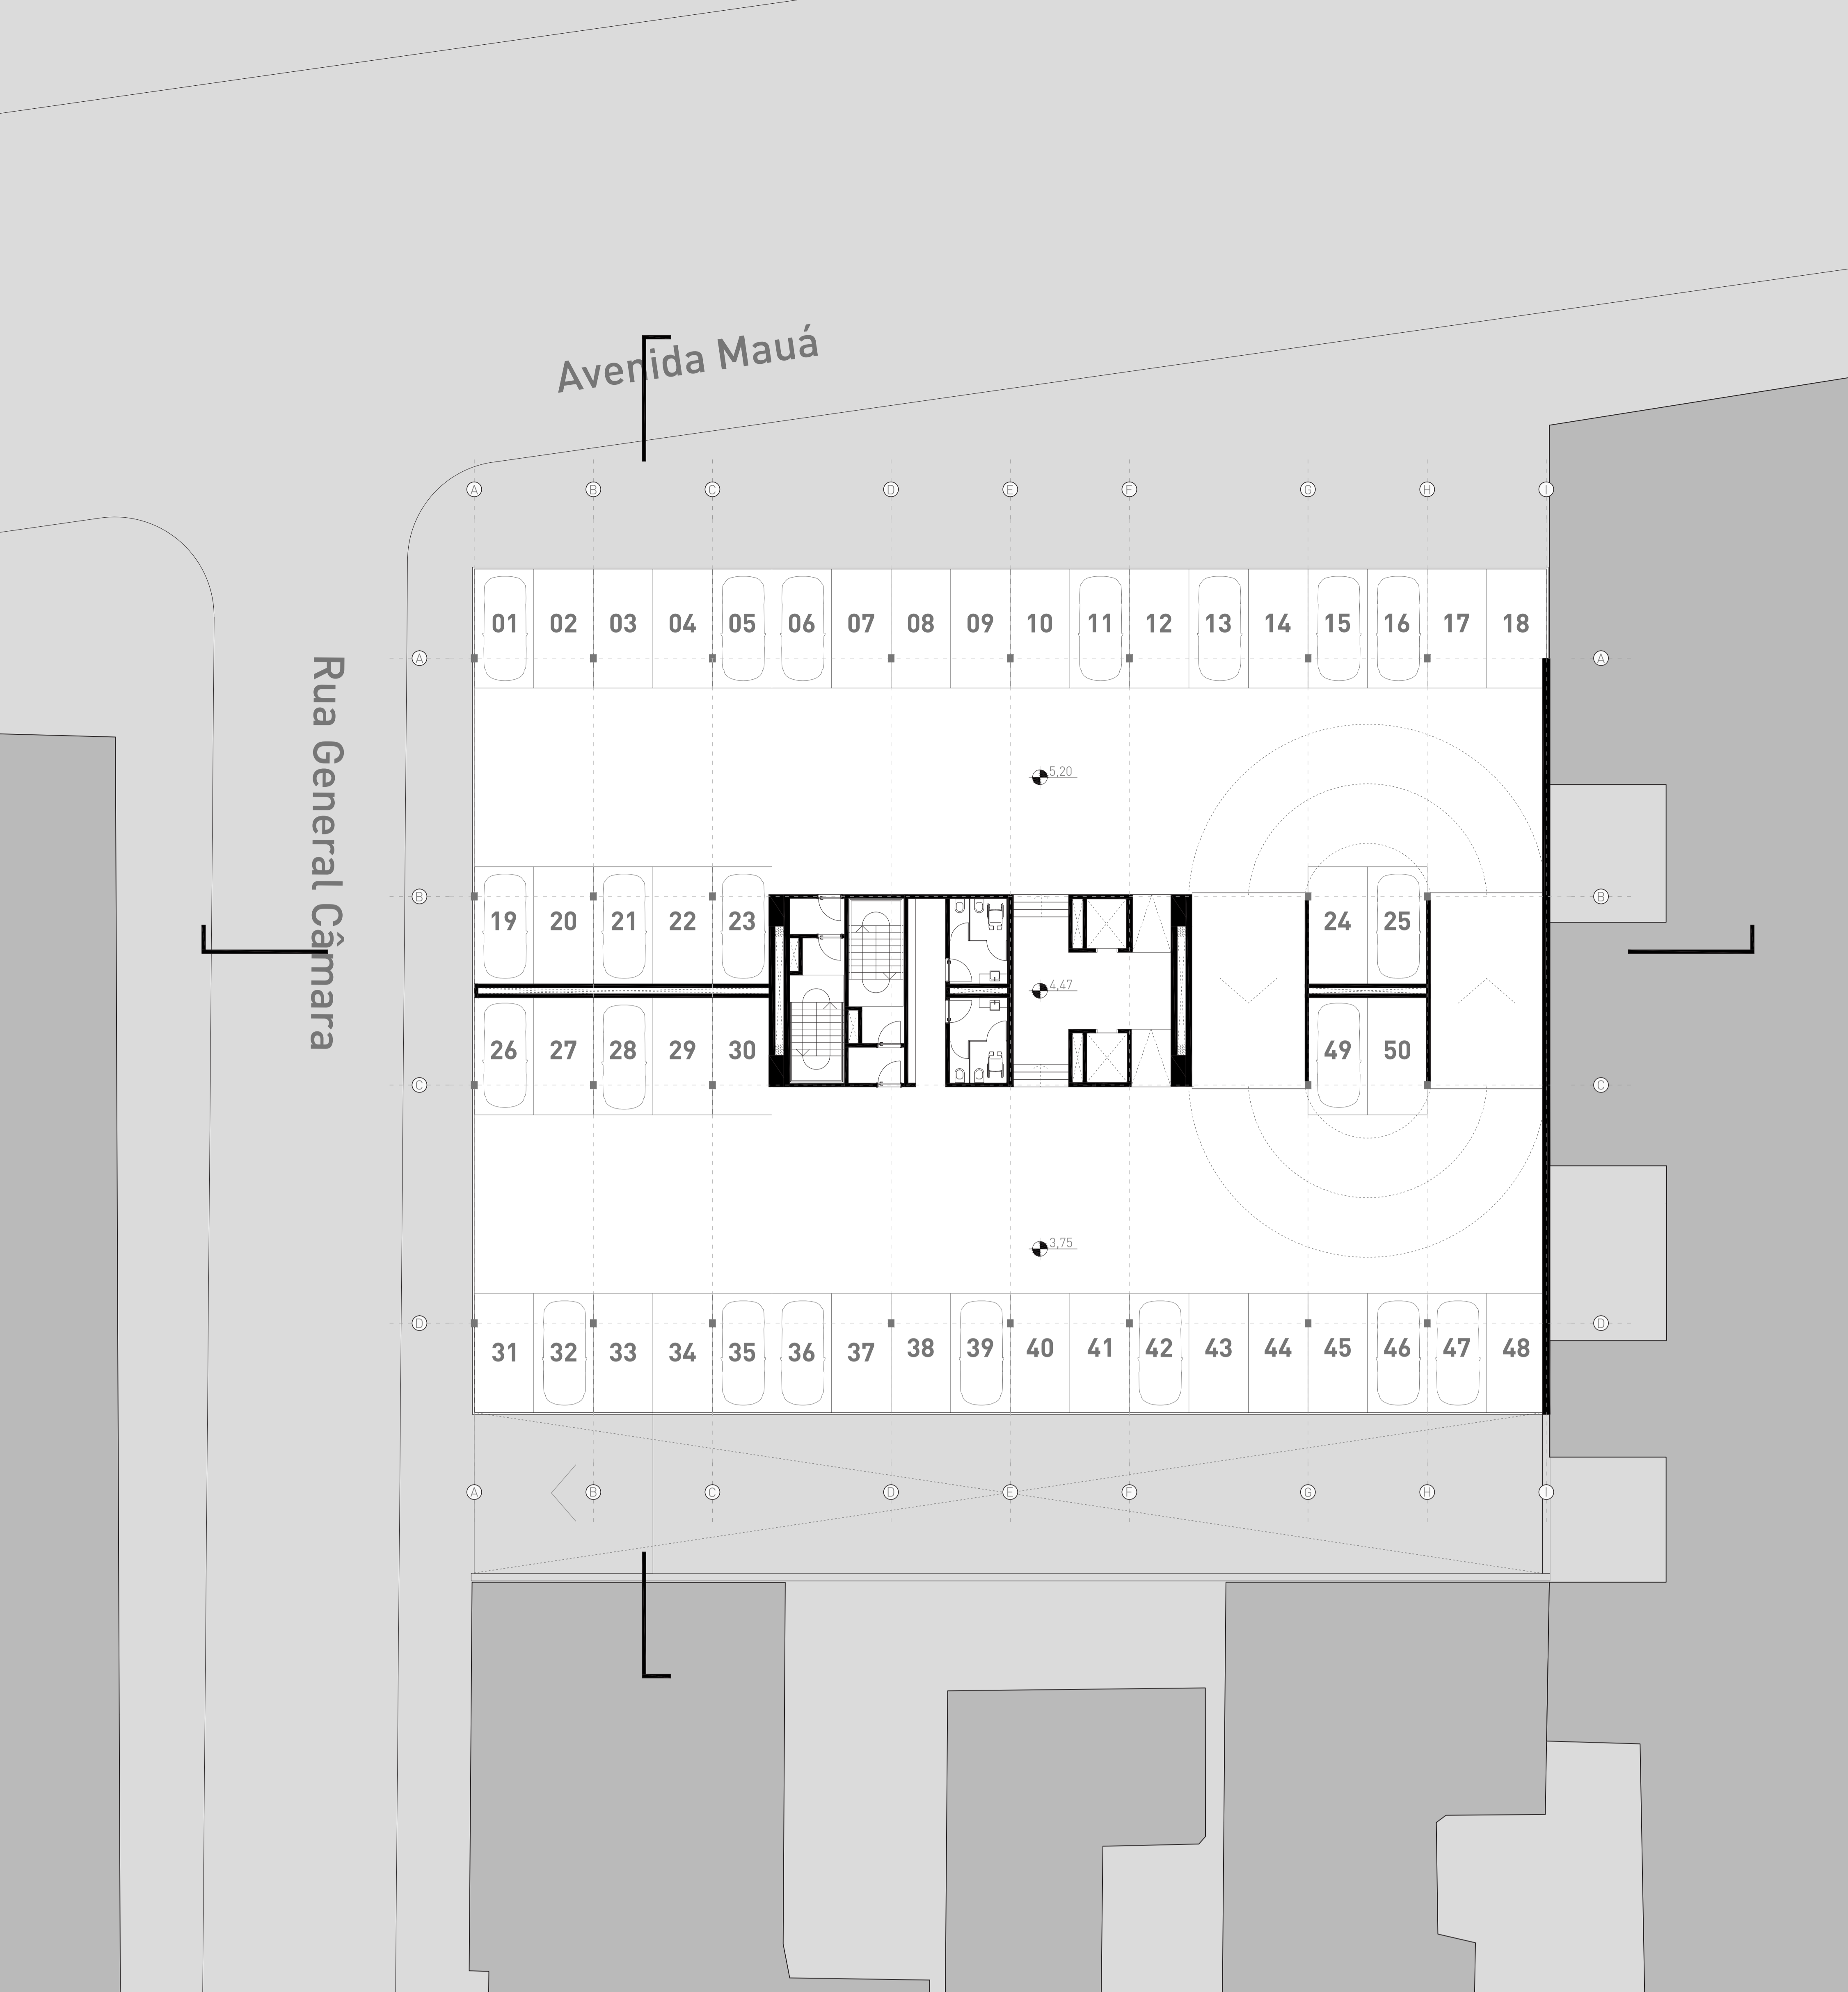 Avenida Mauá
Rua General Câmara
A B C D E F G H I
01 02 03 04 05 06 07 08 09 10 11 12 13 14 15 16 17 18
A A
5,20
B B
19 20 21 22 23 24 25
4,47
26 27 28 29 30 49 50
C C
3,75
D D
31 32 33 34 35 36 37 38 39 40 41 42 43 44 45 46 47 48
A B C D E F G H I